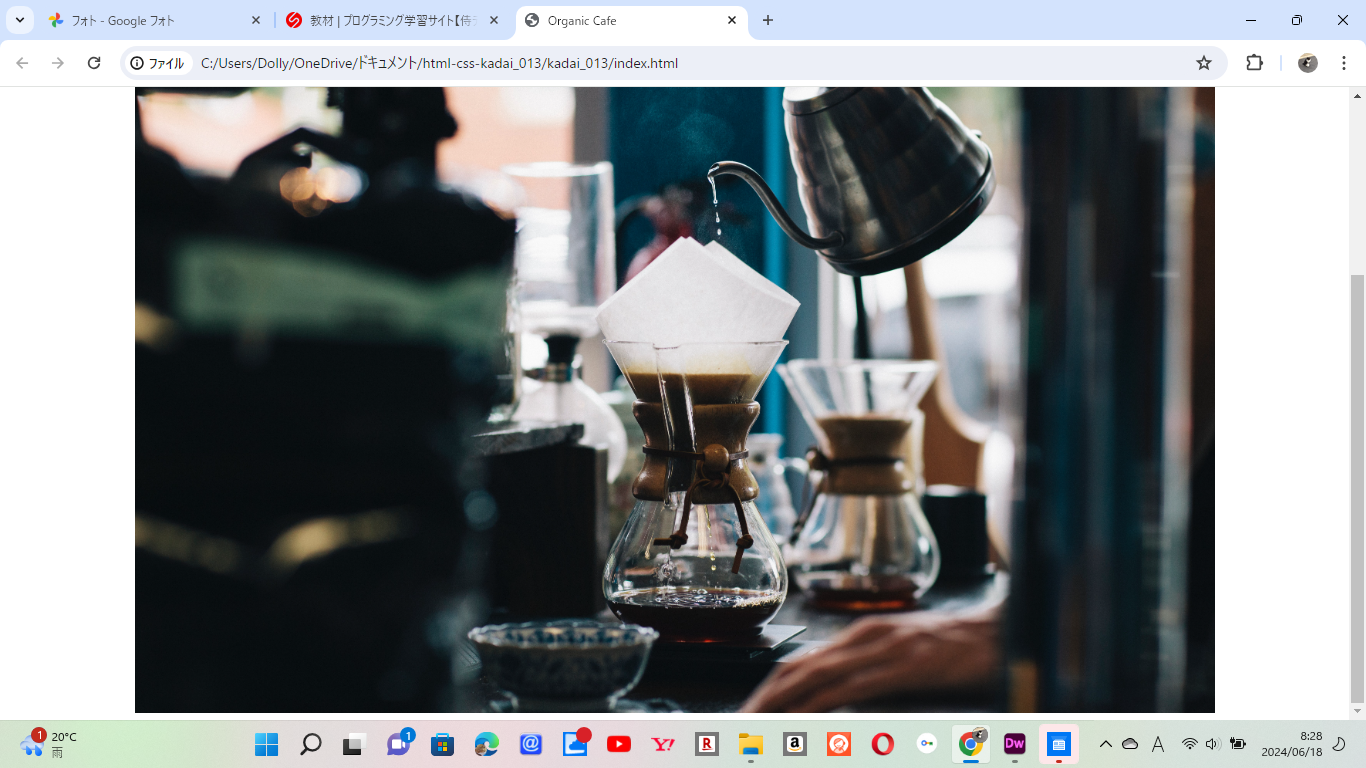 フォト - Google フォト
教材 | プログラミング学習サイト【侍テ
Organic Cafe
ファイル
C:/Users/Dolly/OneDrive/ドキュメント/html-css-kadai_013/kadai_013/index.html
1
20°C
雨
1
R
a
Dw
A
8:28
2024/06/18